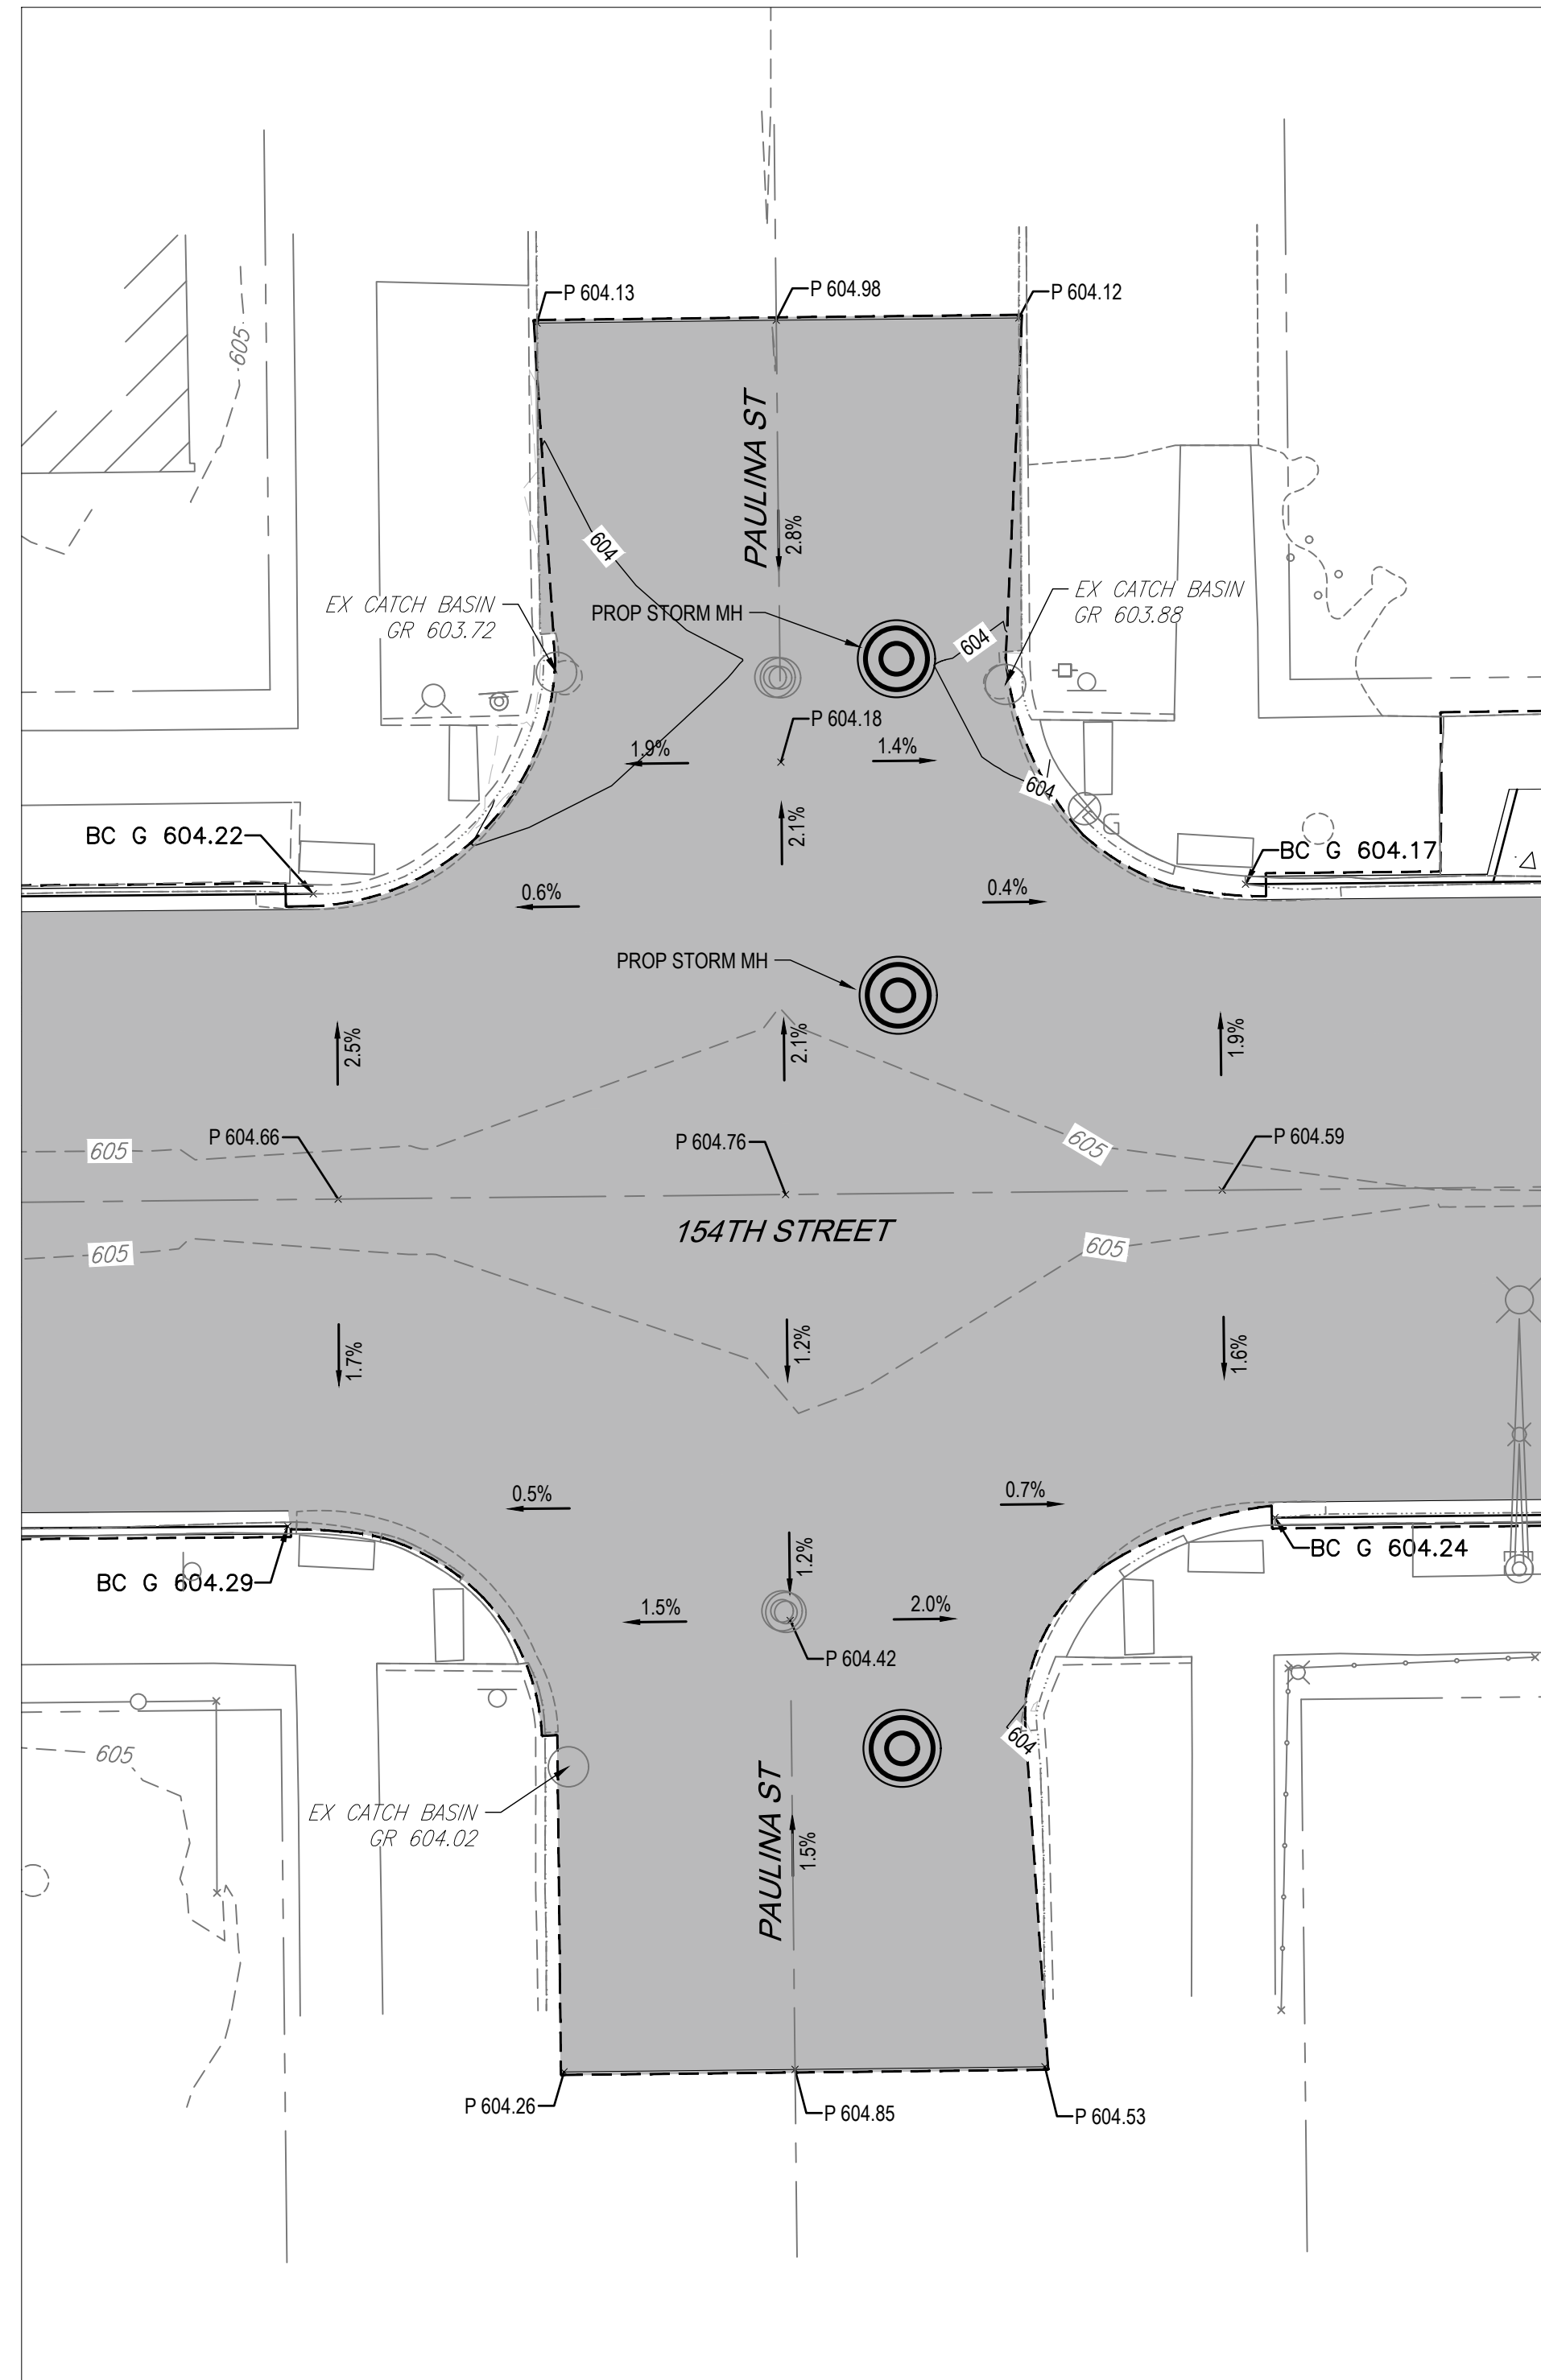 P 604.13
P 604.98
P 604.12
605
PAULINA ST
2.8%
604
EX CATCH BASIN
GR 603.72
PROP STORM MH
604
EX CATCH BASIN
GR 603.88
P 604.18
1.9%
1.4%
604
G
BC G 604.22
2.1%
BC G 604.17
0.6%
0.4%
PROP STORM MH
2.5%
2.1%
1.9%
605
P 604.66
P 604.76
605
P 604.59
154TH STREET
605
605
1.7%
1.2%
1.6%
0.5%
0.7%
BC G 604.29
1.2%
BC G 604.24
1.5%
2.0%
P 604.42
604
605
EX CATCH BASIN
GR 604.02
PAULINA ST
1.5%
P 604.26
P 604.85
P 604.53